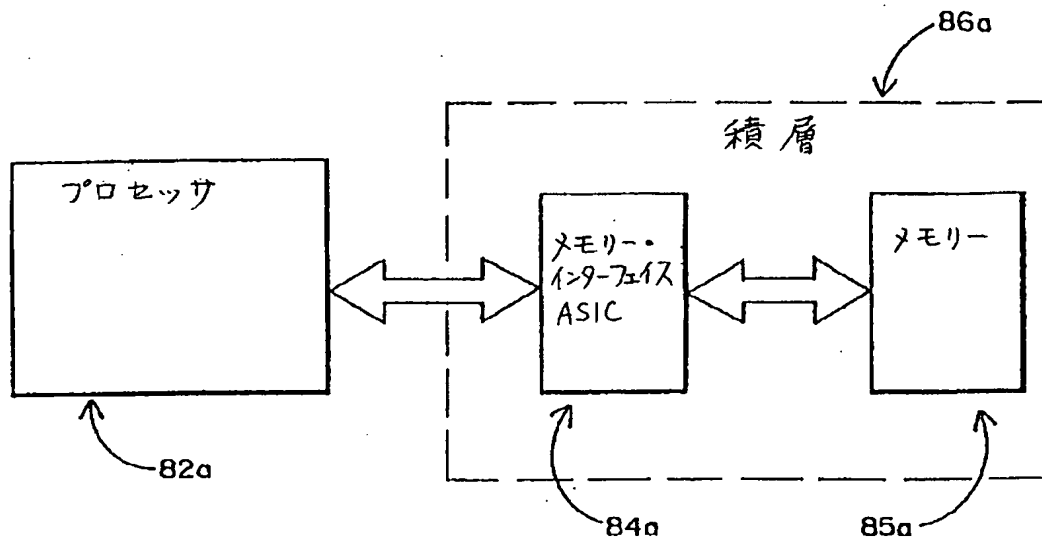 86a
積層
プロセッサ
メモリー・
インターフェイス
ASIC
メモリー
82a
84a
85a